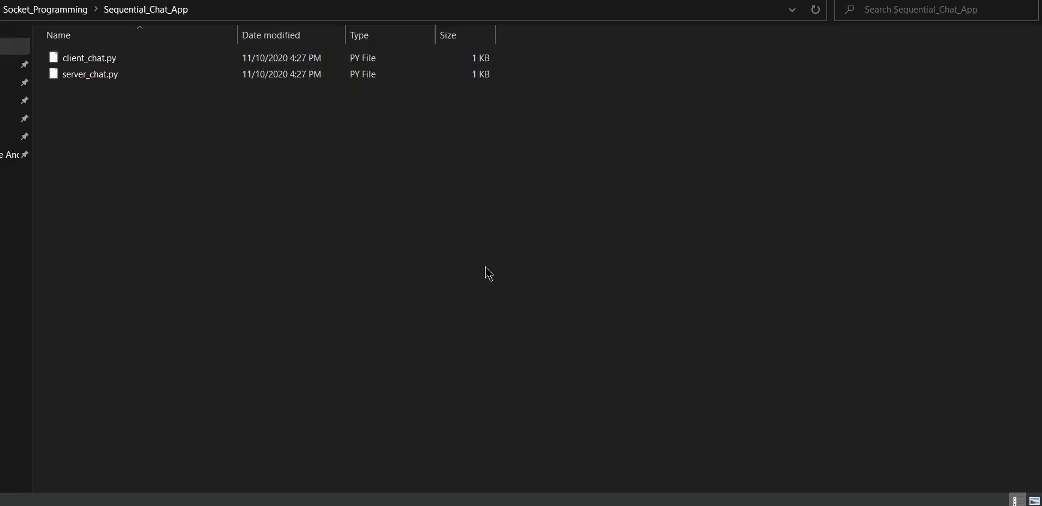 Socket_Programming > Sequential_Chat_App Search Sequential_Chat_App
Name Date modified Type Size
client_chat.py 11/10/2020 4:27 PM PY File 1 KB
server_chat.py 11/10/2020 4:27 PM PY File 1 KB
e And